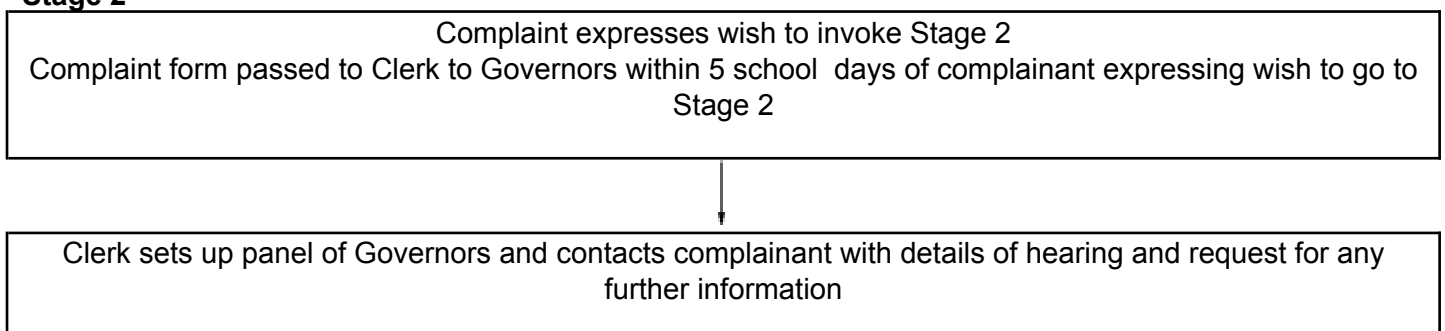 Stage 2
Complaint expresses wish to invoke Stage 2
Complaint form passed to Clerk to Governors within 5 school days of complainant expressing wish to go to
Stage 2
Clerk sets up panel of Governors and contacts complainant with details of hearing and request for any
further information